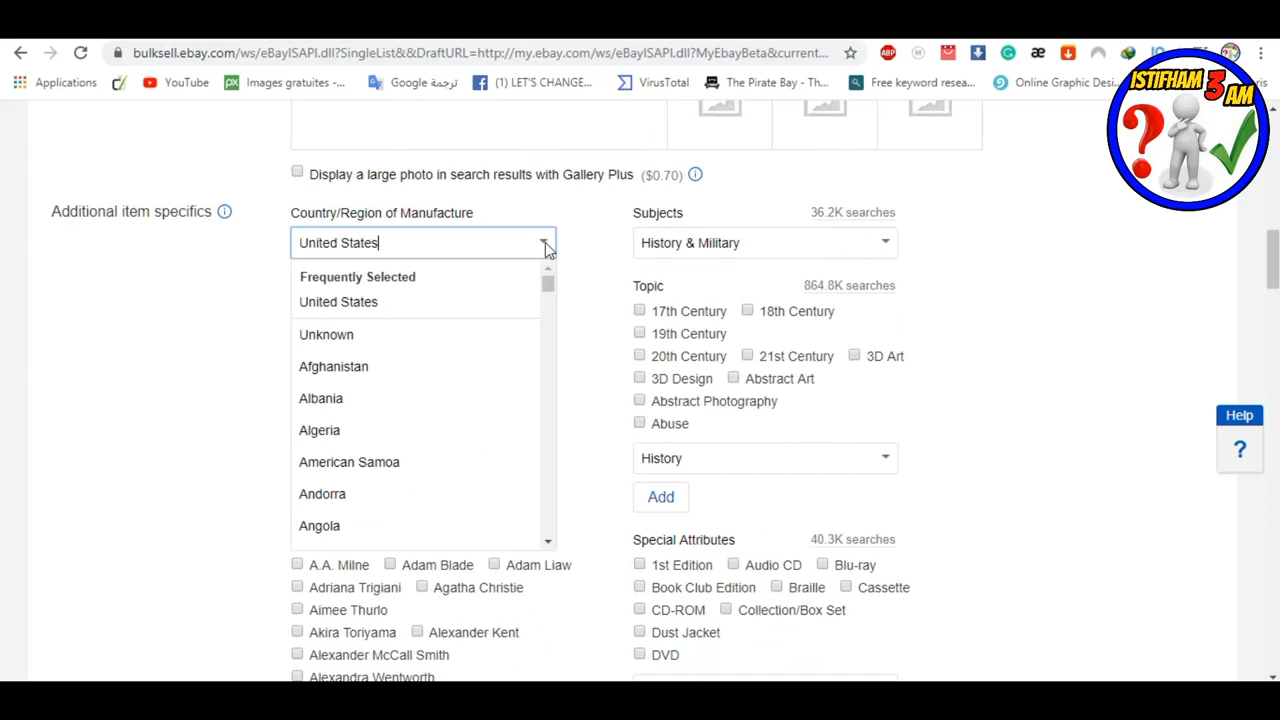 bulksell.ebay.com/ws/eBayISAPI.dll?SingleList&&DraftURL=http://my.ebay.com/ws/eBayISAPI.dll?MyEbayBeta&current...
Applications YouTube Images gratuites - ... Google ترجمة (1) LET'S CHANGE... VirusTotal The Pirate Bay - Th... Free keyword resea... Online Graphic Desi...
ISTIFHAM 3 AM
Display a large photo in search results with Gallery Plus ($0.70)
Additional item specifics
Country/Region of Manufacture
United States
Frequently Selected
United States
Unknown
Afghanistan
Albania
Algeria
American Samoa
Andorra
Angola
A.A. Milne Adam Blade Adam Liaw
Adriana Trigiani Agatha Christie
Aimee Thurlo
Akira Toriyama Alexander Kent
Alexander McCall Smith
Alexandra Wentworth
Subjects 36.2K searches
History & Military
Topic 864.8K searches
17th Century 18th Century
19th Century
20th Century 21st Century 3D Art
3D Design Abstract Art
Abstract Photography
Abuse
History
Add
Special Attributes 40.3K searches
1st Edition Audio CD Blu-ray
Book Club Edition Braille Cassette
CD-ROM Collection/Box Set
Dust Jacket
DVD
Help
?